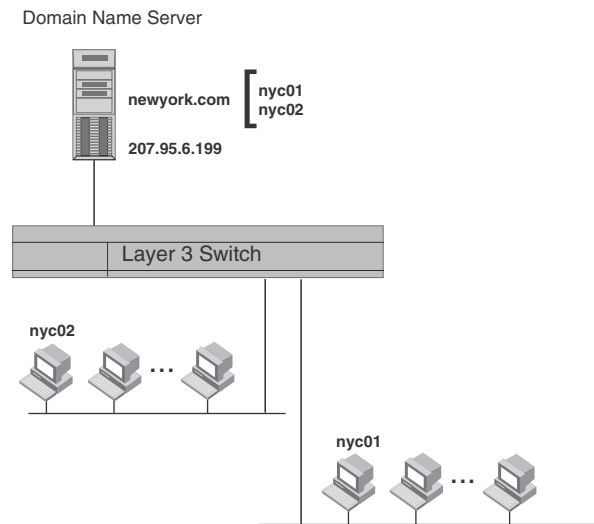 Domain Name Server
newyork.com
nyc01
nyc02
207.95.6.199
Layer 3 Switch
nyc02
...
nyc01
...